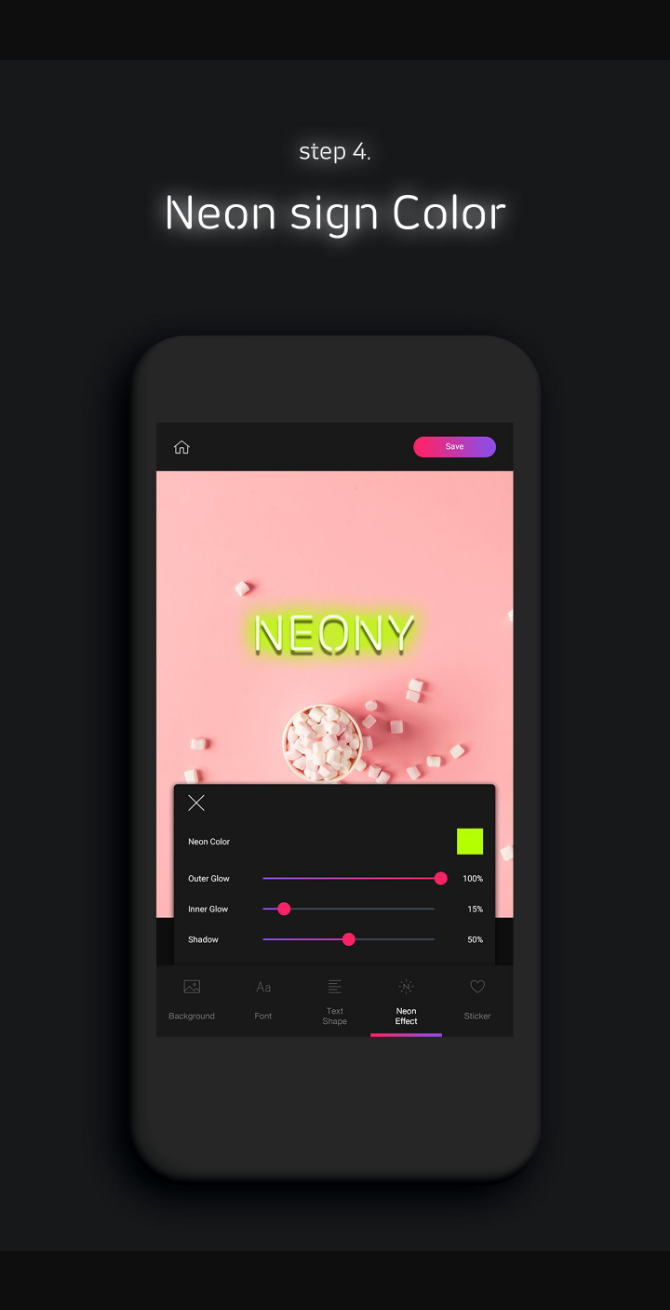 step 4.
Neon sign Color
Save
NEONY
Neon Color
Outer Glow 100%
Inner Glow 15%
Shadow 50%
Aa
Background
Font
Text
Shape
Neon
Effect
Sticker